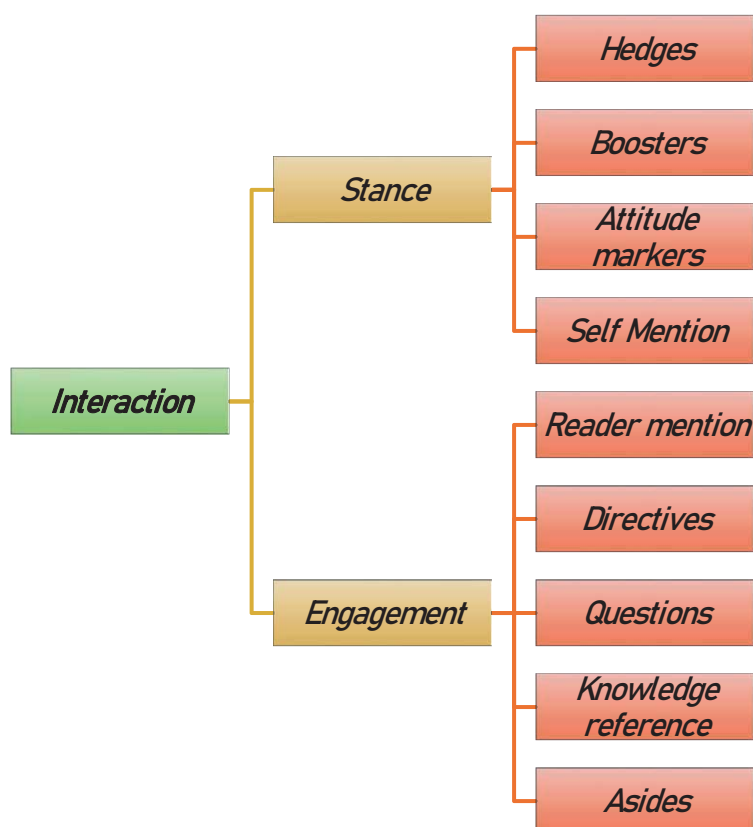 Interaction
Stance
Hedges
Boosters
Attitude
markers
Self Mention
Engagement
Reader mention
Directives
Questions
Knowledge
reference
Asides